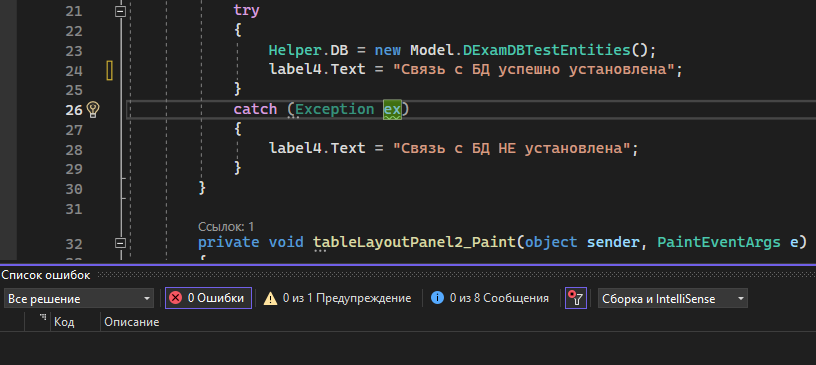 21 try
22 {
23 Helper.DB = new Model.DExamDBTestEntities();
24 label4.Text = "Связь с БД успешно установлена";
25 }
26 catch (Exception ex)
27 {
28 label4.Text = "Связь с БД НЕ установлена";
29 }
30 }
31
Ссылок: 1
32 private void tableLayoutPanel2_Paint(object sender, PaintEventArgs e)
Список ошибок
Все решение 0 Ошибки 0 из 1 Предупреждение 0 из 8 Сообщения Сборка и IntelliSense
Код Описание